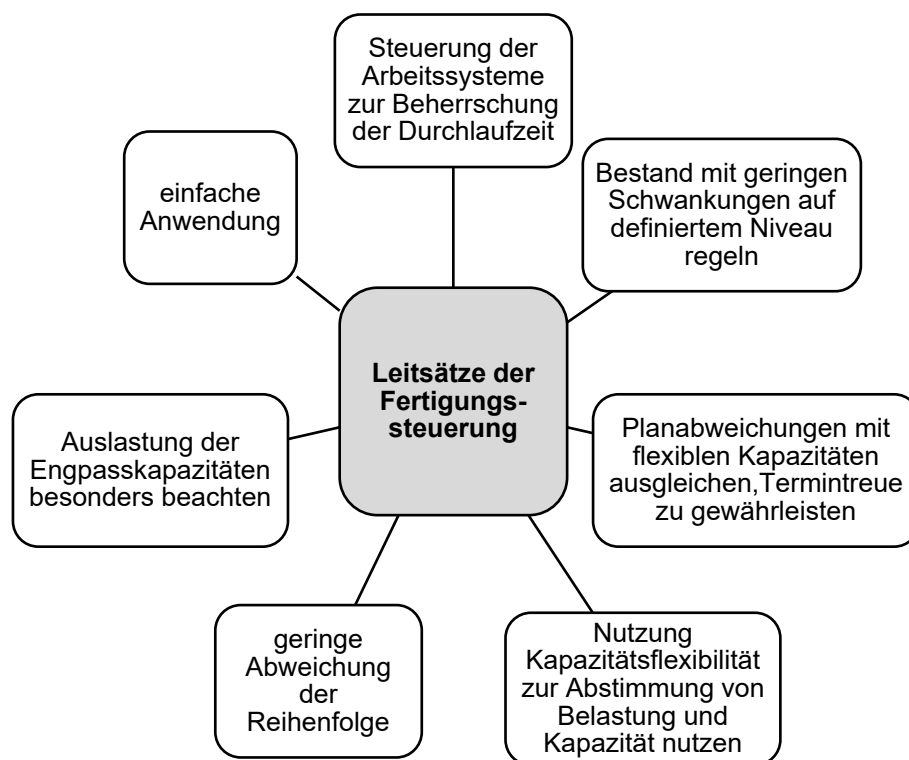 Steuerung der
Arbeitssysteme
zur Beherrschung
der Durchlaufzeit
einfache
Anwendung
Bestand mit geringen
Schwankungen auf
definiertem Niveau
regeln
Leitsätze der
Fertigungs-
steuerung
Auslastung der
Engpasskapazitäten
besonders beachten
Planabweichungen mit
flexiblen Kapazitäten
ausgleichen,Termintreue
zu gewährleisten
geringe
Abweichung
der
Reihenfolge
Nutzung
Kapazitätsflexibilität
zur Abstimmung von
Belastung und
Kapazität nutzen